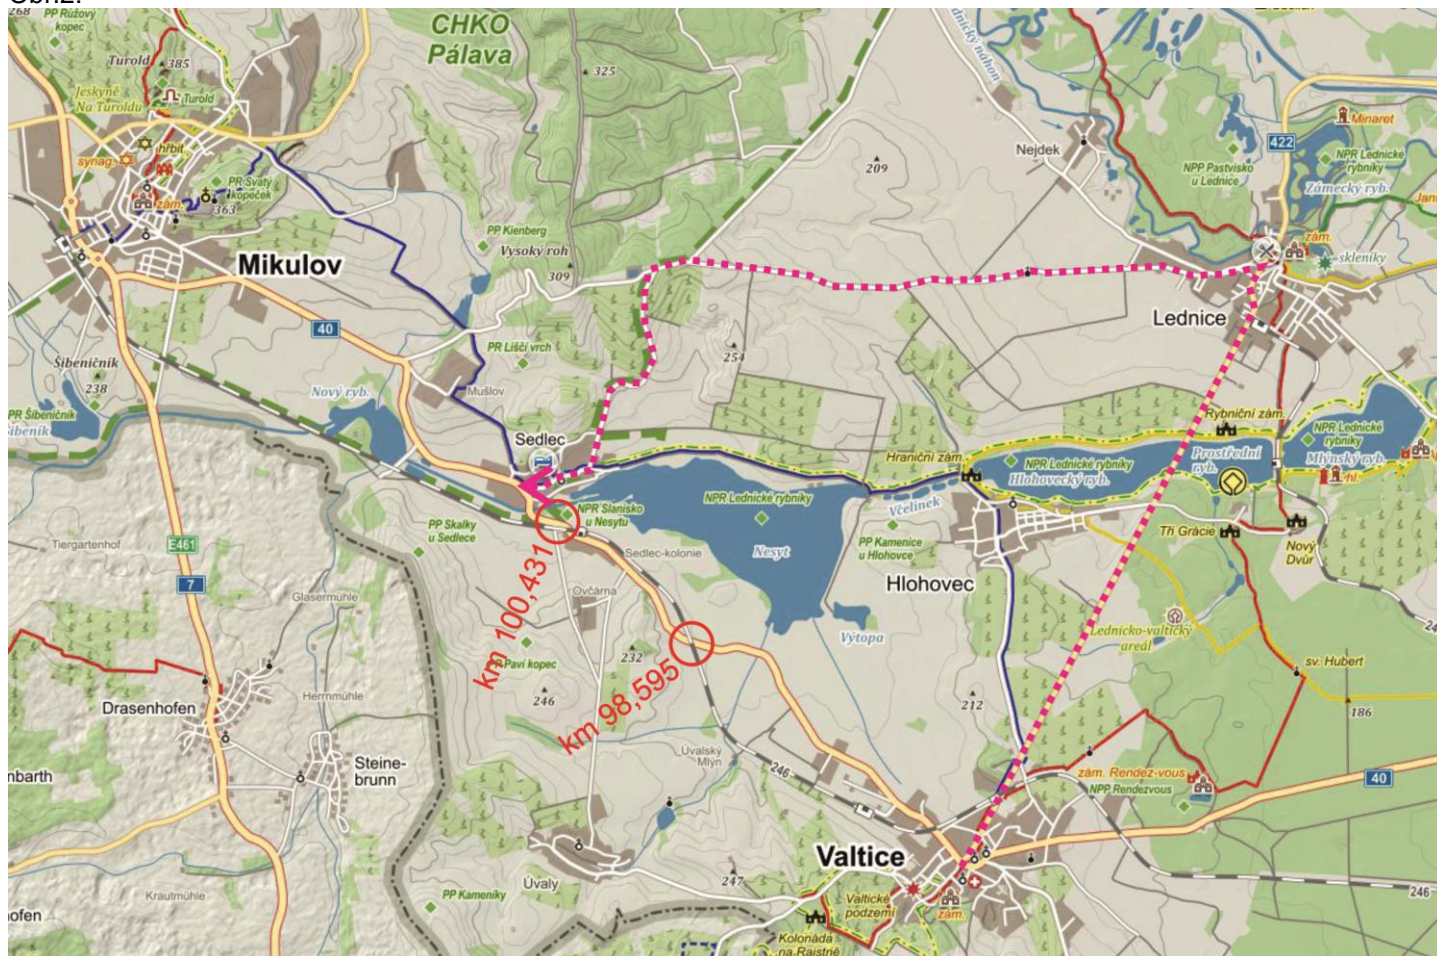 Obr.2:
268
PP Růžový
kopec
CHKO
Pálava
Turold
385
325
Jeskyně
Na Turoldu
Turold
synag.
hřbit.
PR Svatý
kopeček
363
zám.
Mikulov
PP Kienberg
Vysoký roh
309
209
Nejdek
NPP Pastvisko
u Lednice
422
Minaret
NPR Lednické
rybníky
Zámecký ryb.
zám.
skleníky
Lednice
40
Šibeničník
238
PR Šibeničník
Nový ryb.
PR Liščí vrch
Mušlov
254
Sedlec
Hraniční zám.
Rybniční zám.
NPR Lednické
rybníky
Prostřední
ryb.
Mlýnský ryb.
NPR Lednické rybníky
Hlohovecký ryb.
NPR Lednické rybníky
NPR Slanisko
u Nesytu
Včelínek
PP Skalky
u Sedlece
Sedlec-kolonie
Nesyt
PP Kamenice
u Hlohovce
Tři Grácie
Nový
Dvůr
Tiergartenhof
E461
7
Glasermühle
Ovčárna
Hlohovec
Výtopa
Lednicko-valtický
areál
km 100,431
PP Paví kopec
232
246
km 98,595
212
sv. Hubert
186
Drasenhofen
Herrnmühle
Steine-
brunn
Úvalský
Mlýn
246
zám. Rendez-vous
NPP Rendezvous
40
Valtice
Úvaly
247
246
PP Kameníky
Krautmühle
Valtické
podzemí
zám.
Kolonáda
na Rajstně